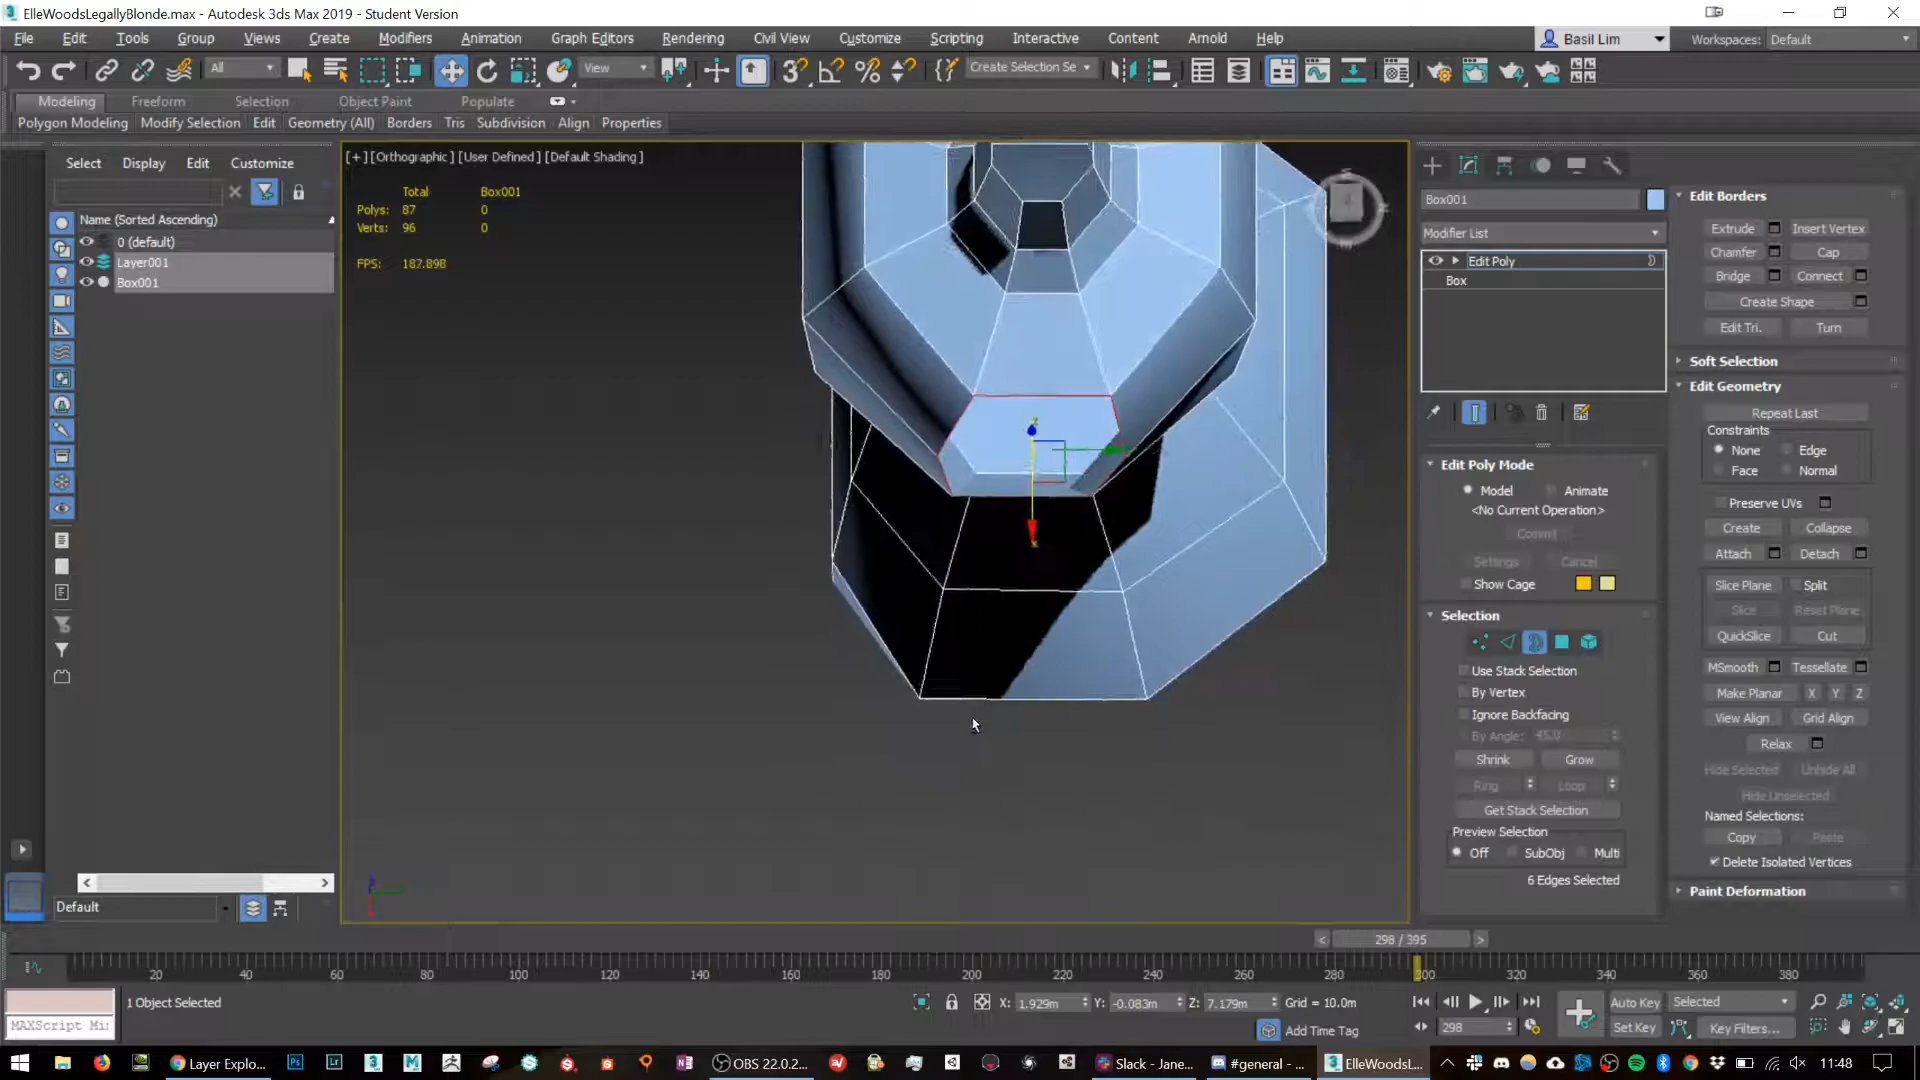 ElleWoodsLegallyBlonde.max - Autodesk 3ds Max 2019 - Student Version
File Edit Tools Group Views Create Modifiers Animation Graph Editors Rendering Civil View Customize Scripting Interactive Content Arnold Help
Basil Lim
Workspaces: Default
All
View
Create Selection Se
Modeling Freeform Selection Object Paint Populate
Polygon Modeling Modify Selection Edit Geometry (All) Borders Tris Subdivision Align Properties
Select Display Edit Customize
Name (Sorted Ascending)
0 (default)
Layer001
Box001
Default
[+] [Orthographic] [User Defined] [Default Shading]
Total Box001
Polys: 87 0
Verts: 96 0
FPS: 187.898
Box001
Modifier List
Edit Poly
Box
Edit Poly Mode
Model Animate
<No Current Operation>
Commit
Settings Cancel
Show Cage
Selection
Use Stack Selection
By Vertex
Ignore Backfacing
By Angle: 45.0
Shrink Grow
Ring Loop
Get Stack Selection
Preview Selection
Off SubObj Multi
6 Edges Selected
Edit Borders
Extrude Insert Vertex
Chamfer Cap
Bridge Connect
Create Shape
Edit Tri. Turn
Soft Selection
Edit Geometry
Repeat Last
Constraints
None Edge
Face Normal
Preserve UVs
Create Collapse
Attach Detach
Slice Plane Split
Slice Reset Plane
QuickSlice Cut
MSmooth Tessellate
Make Planar X Y Z
View Align Grid Align
Relax
Hide Selected Unhide All
Hide Unselected
Named Selections:
Copy Paste
Delete Isolated Vertices
Paint Deformation
< 298 / 395 >
20 40 60 80 100 120 140 160 180 200 220 240 260 280 300 320 340 360 380
1 Object Selected
MAXScript Mi
X: 1.929m Y: -0.083m Z: 7.179m Grid = 10.0m
Add Time Tag
298
Auto Key Selected
Set Key Key Filters...
Layer Explo...
OBS 22.0.2...
Slack - Jane...
#general - ...
ElleWoodsL...
11:48